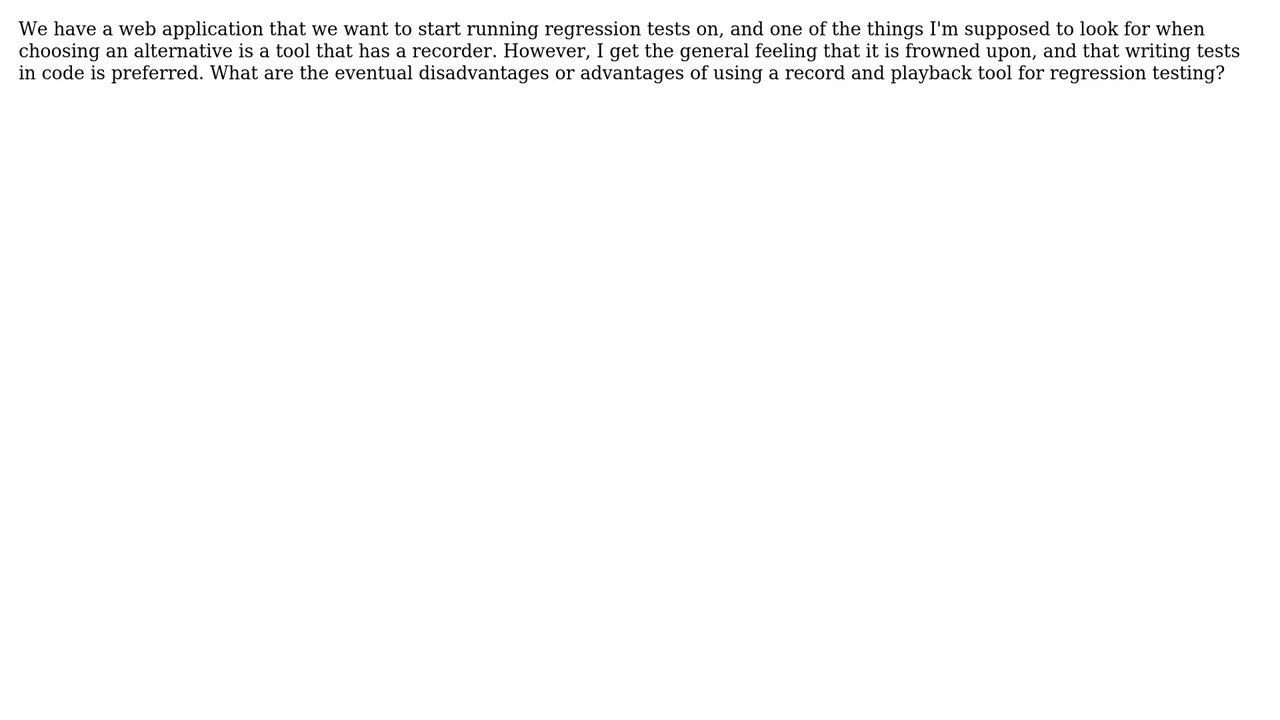 We have a web application that we want to start running regression tests on, and one of the things I'm supposed to look for when
choosing an alternative is a tool that has a recorder. However, I get the general feeling that it is frowned upon, and that writing tests
in code is preferred. What are the eventual disadvantages or advantages of using a record and playback tool for regression testing?